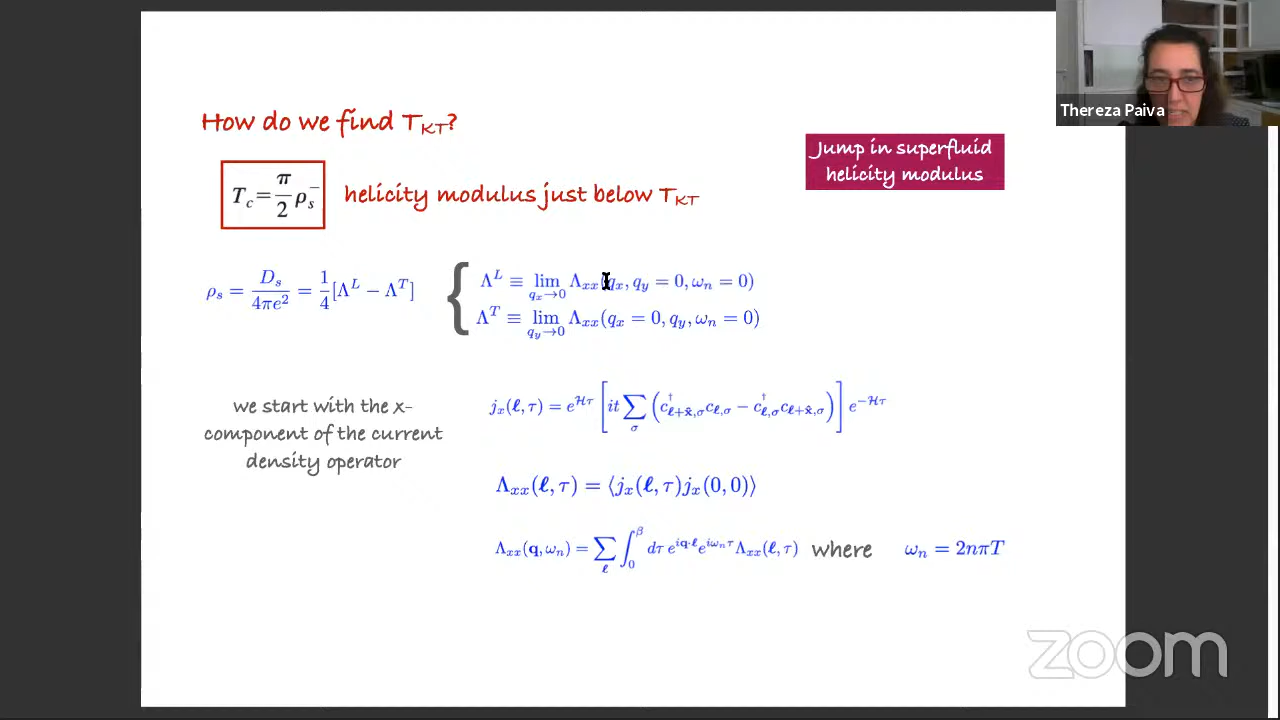 Thereza Paiva
How do we find T_KT?
Jump in superfluid
helicity modulus
T_c = π/2 ρ_s^-
helicity modulus just below T_KT
ρ_s = D_s/4πe² = 1/4 [Λ^L − Λ^T]
Λ^L ≡ lim_{q_x→0} Λ_xx(q_x, q_y = 0, ω_n = 0)
Λ^T ≡ lim_{q_y→0} Λ_xx(q_x = 0, q_y, ω_n = 0)
we start with the x-
component of the current
density operator
j_x(ℓ, τ) = e^{ℋτ} [it ∑_σ (c†_{ℓ+x̂,σ} c_{ℓ,σ} − c†_{ℓ,σ} c_{ℓ+x̂,σ})] e^{−ℋτ}
Λ_xx(ℓ, τ) = ⟨j_x(ℓ, τ) j_x(0, 0)⟩
Λ_xx(q, ω_n) = ∑_ℓ ∫_0^β dτ e^{iq·ℓ} e^{iω_nτ} Λ_xx(ℓ, τ) where ω_n = 2nπT
zoom